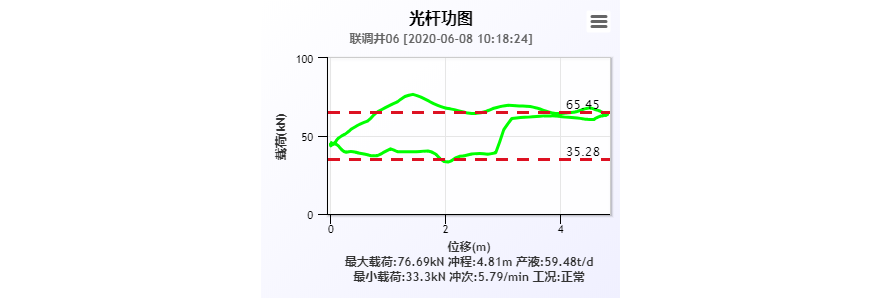 光杆功图
联调井06 [2020-06-08 10:18:24]
100
65.45
载荷(kN)
50
35.28
0
0 2 4
位移(m)
最大载荷:76.69kN 冲程:4.81m 产液:59.48t/d
最小载荷:33.3kN 冲次:5.79/min 工况:正常